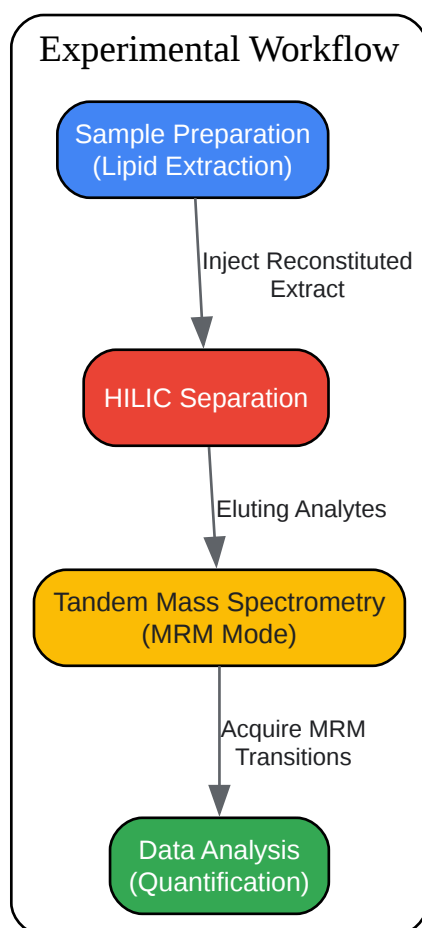 Experimental Workflow
Sample Preparation
(Lipid Extraction)
Inject Reconstituted
Extract
HILIC Separation
Eluting Analytes
Tandem Mass Spectrometry
(MRM Mode)
Acquire MRM
Transitions
Data Analysis
(Quantification)